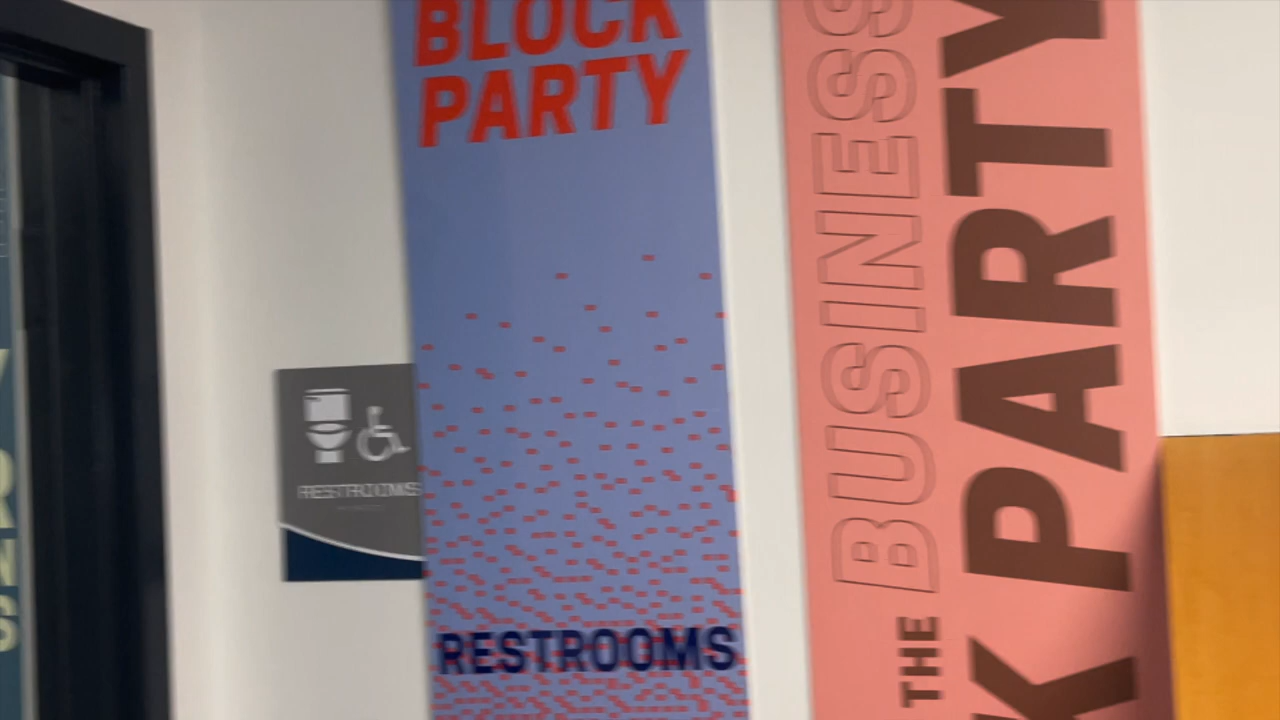 BLOCK
PARTY
RESTROOMS
RESTROOMS
THE
BUSINESS
PARTY